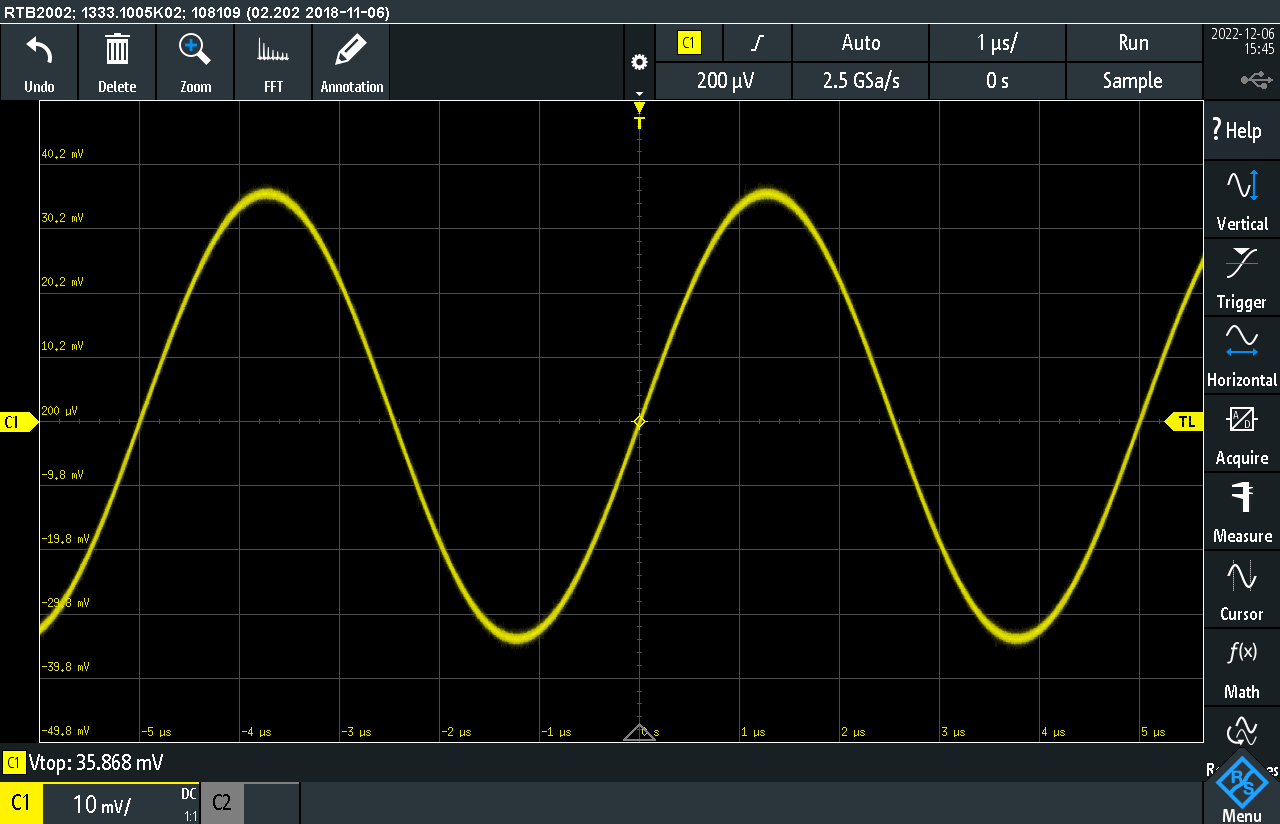 RTB2002; 1333.1005K02; 108109 (02.202 2018-11-06)
Undo
Delete
Zoom
FFT
Annotation
C1
Auto
1 µs/
Run
200 µV
2.5 GSa/s
0 s
Sample
2022-12-06
15:45
T
? Help
Vertical
Trigger
Horizontal
A
D
Acquire
Measure
Cursor
f(x)
Math
R&S
Menu
40.2 mV
30.2 mV
20.2 mV
10.2 mV
200 µV
-9.8 mV
-19.8 mV
-29.8 mV
-39.8 mV
-49.8 mV
C1
TL
-5 µs
-4 µs
-3 µs
-2 µs
-1 µs
0 s
1 µs
2 µs
3 µs
4 µs
5 µs
C1 Vtop: 35.868 mV
C1
10 mV/
DC
1:1
C2